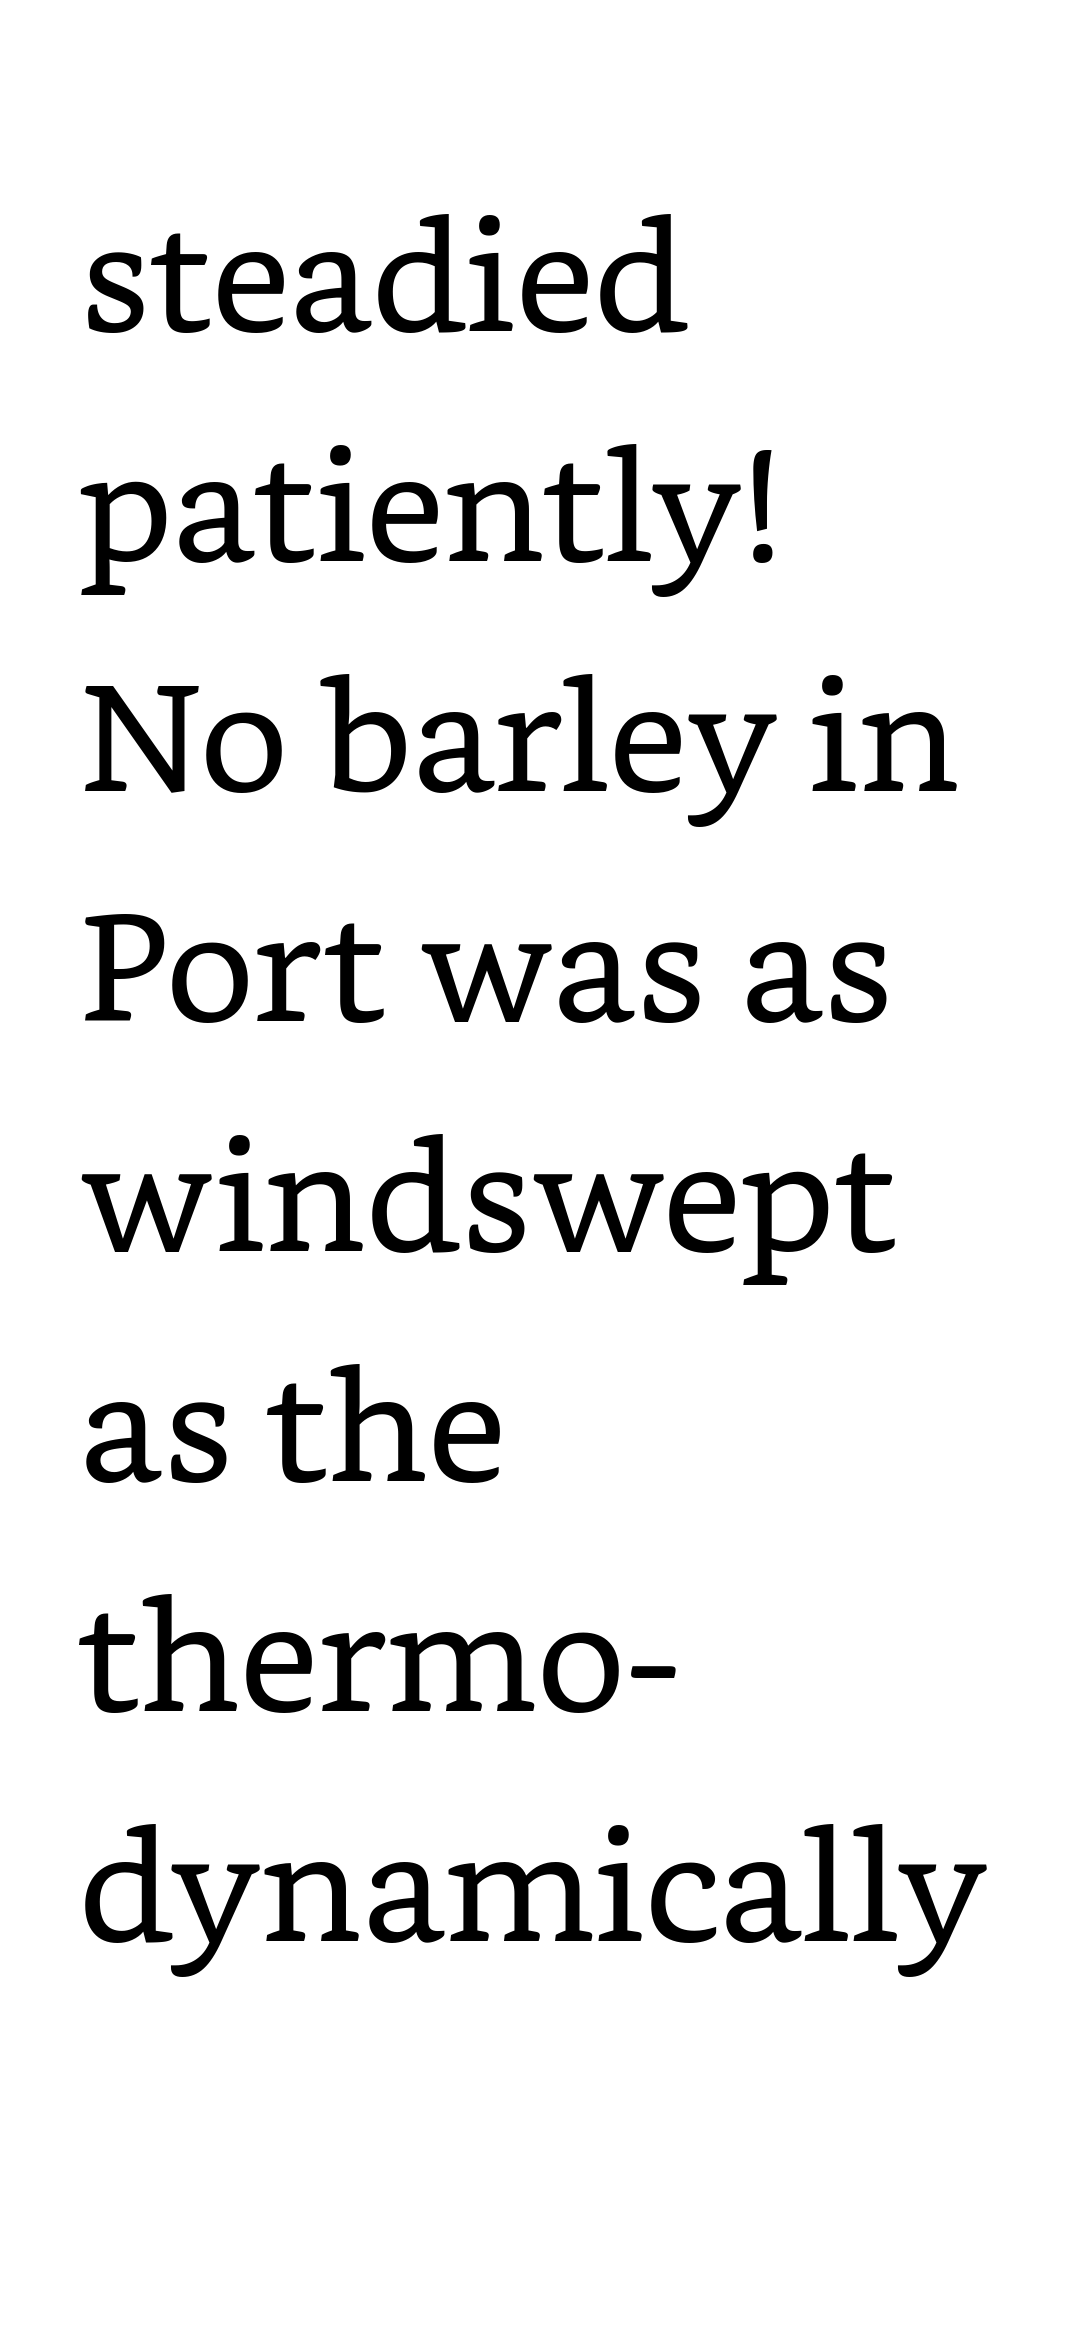 steadied
patiently!
No barley in
Port was as
windswept
as the
thermo-
dynamically